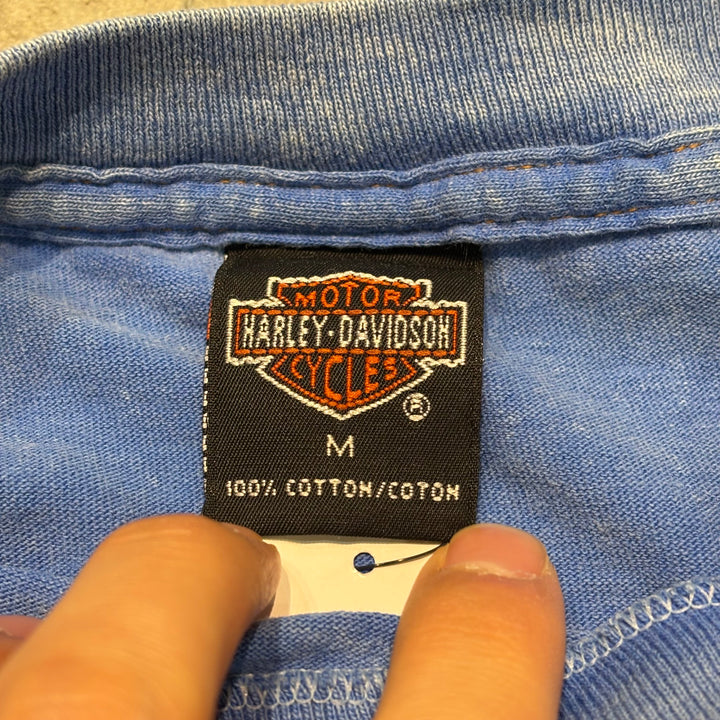 MOTOR
HARLEY-DAVIDSON
CYCLES
®
M
100% COTTON/COTON